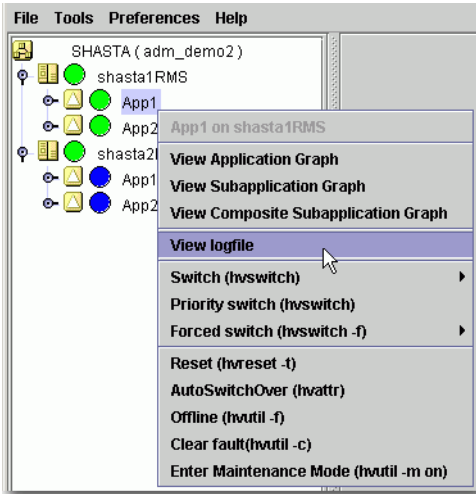 File Tools Preferences Help
SHASTA ( adm_demo2 )
shasta1RMS
App1
App2
App1 on shasta1RMS
View Application Graph
View Subapplication Graph
View Composite Subapplication Graph
View logfile
Switch (hvswitch)
Priority switch (hvswitch)
Forced switch (hvswitch -f)
Reset (hvreset -t)
AutoSwitchOver (hvattr)
Offline (hvutil -f)
Clear fault(hvutil -c)
Enter Maintenance Mode (hvutil -m on)
shasta2
App1
App2